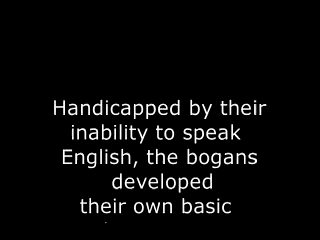 Handicapped by their
inability to speak
English, the bogans
developed
their own basic